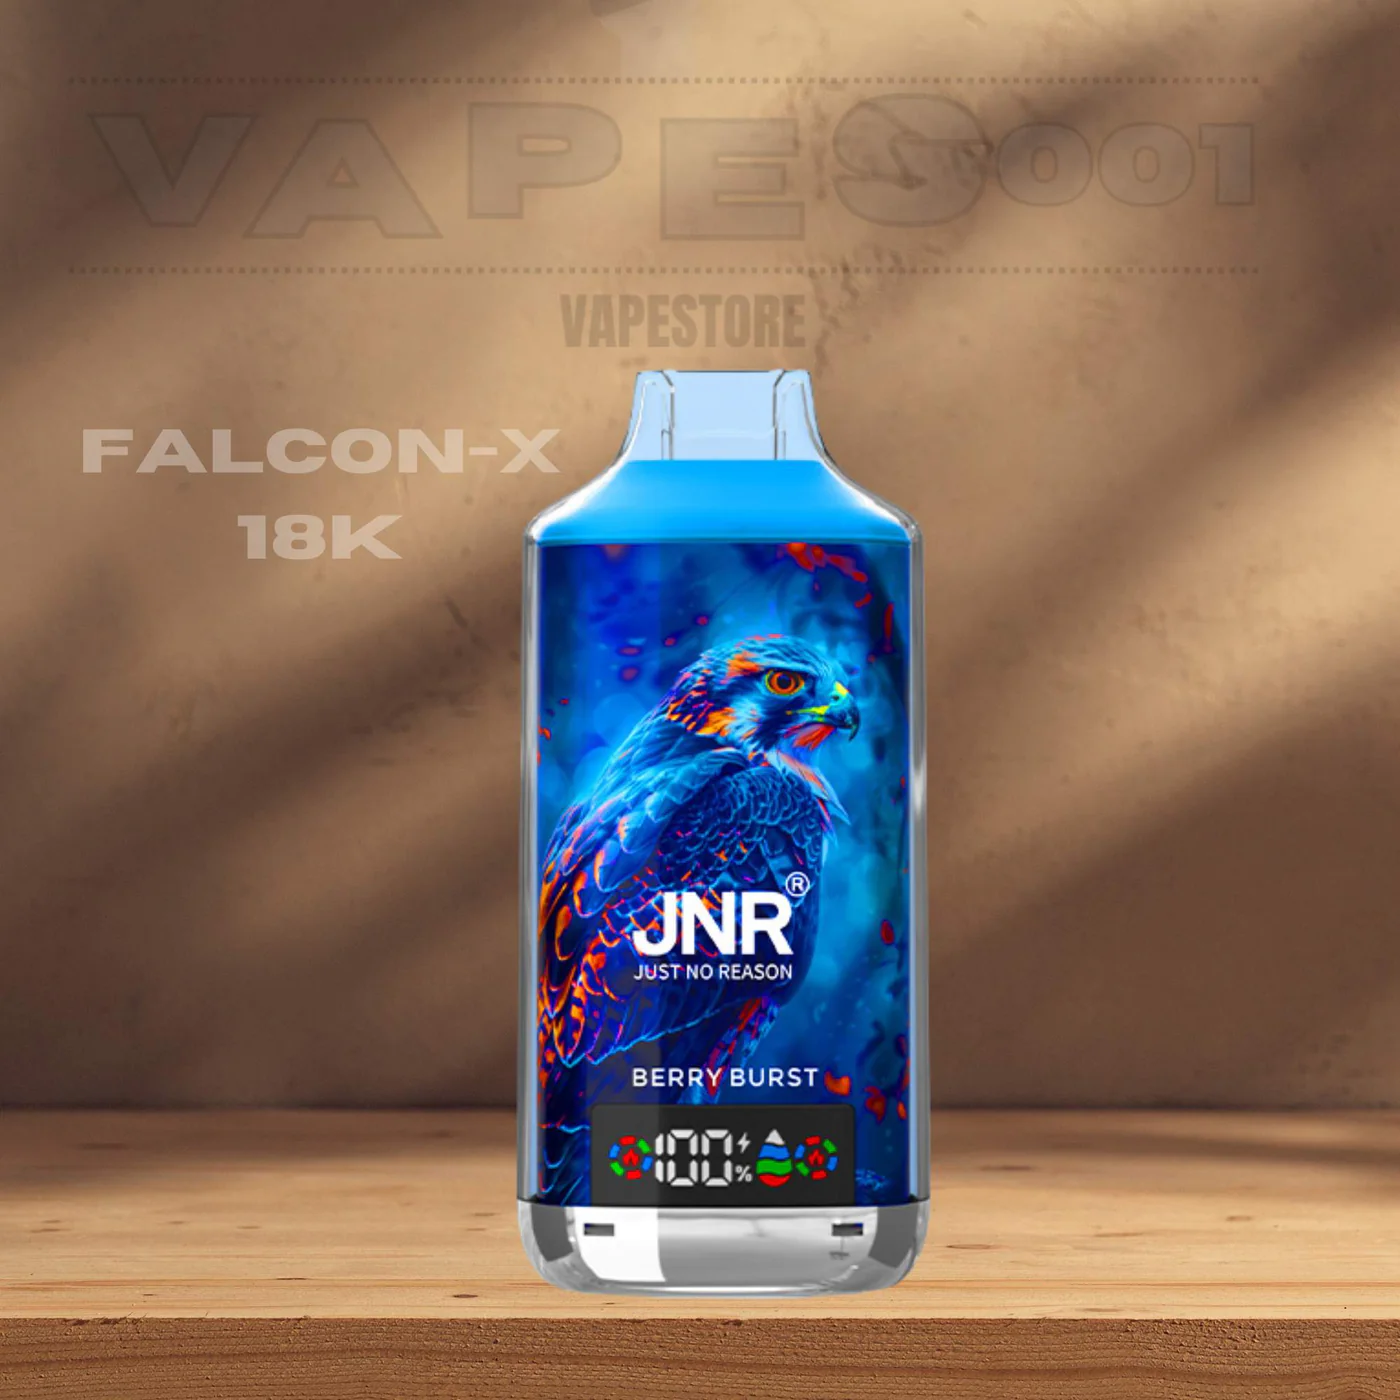 VAPES001
VAPESTORE
FALCON-X
18K
JNR®
JUST NO REASON
BERRY BURST
100%